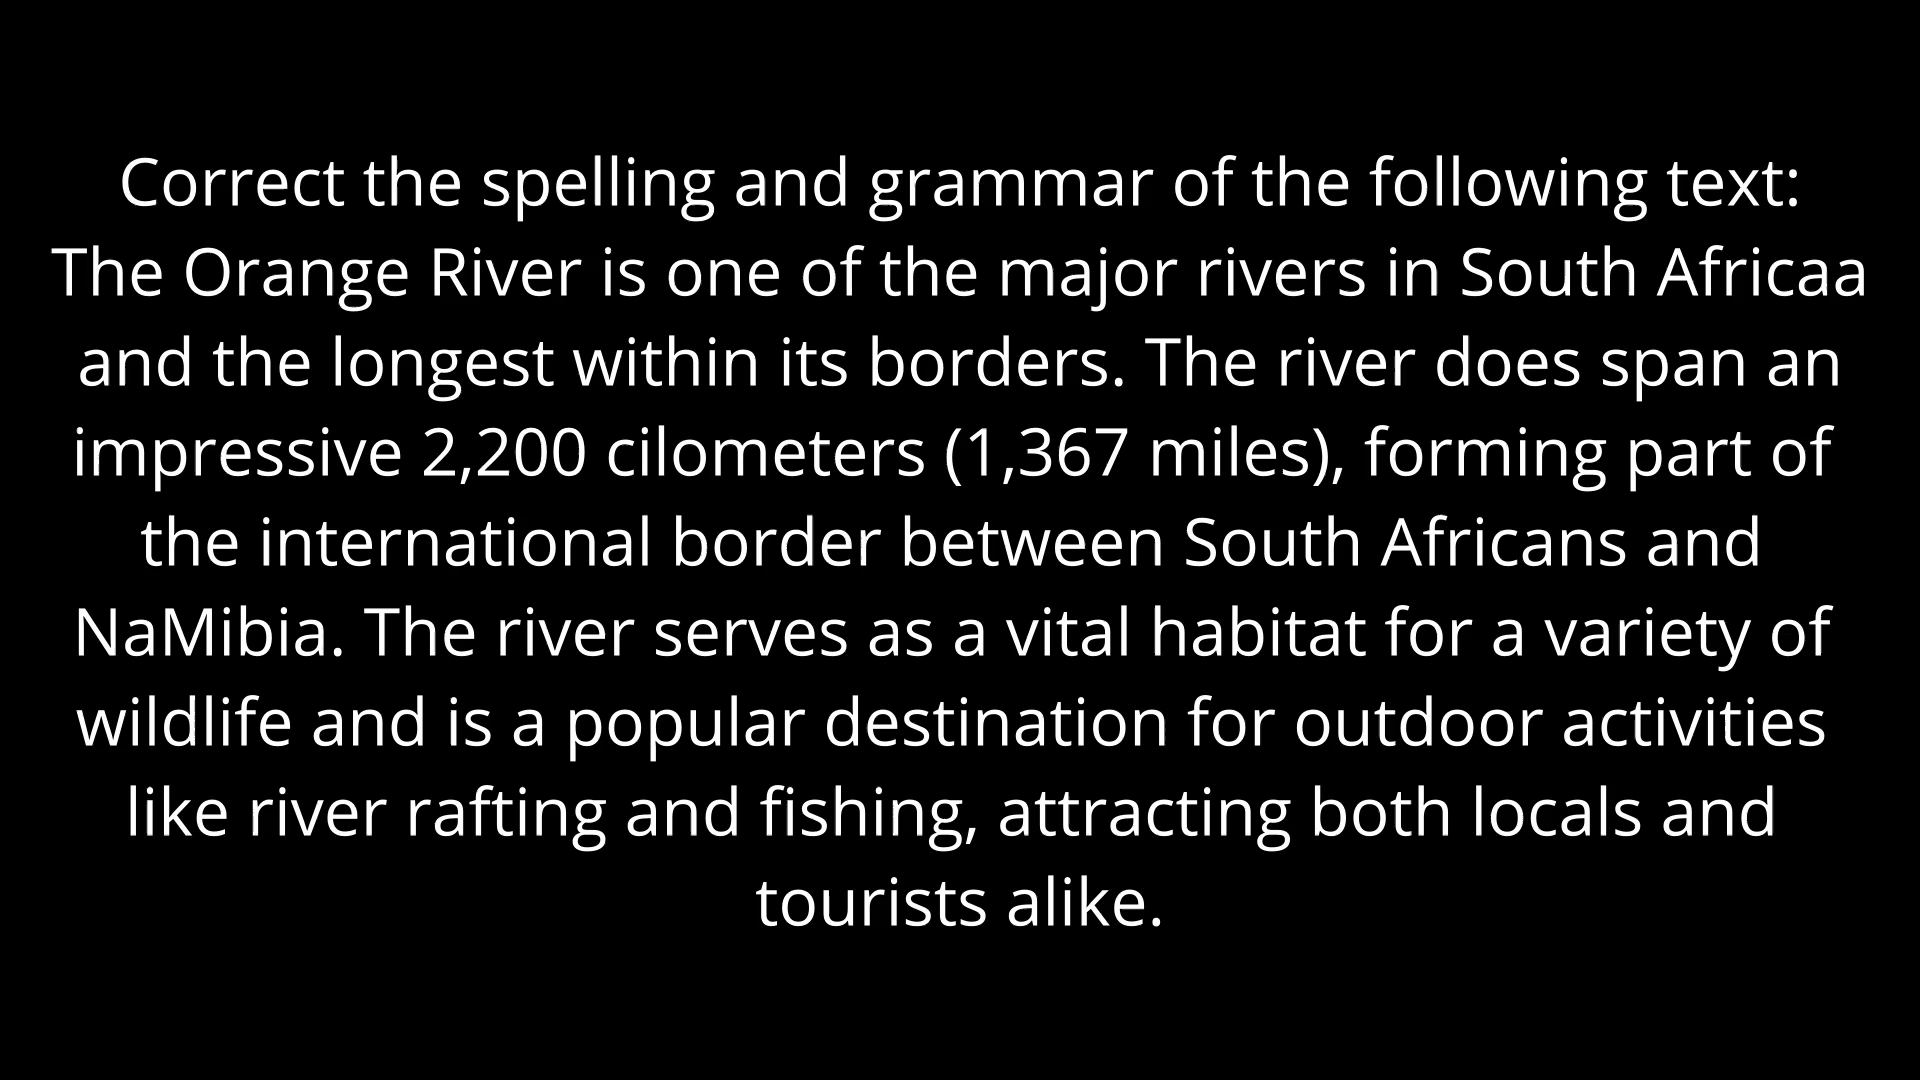 Correct the spelling and grammar of the following text:
The Orange River is one of the major rivers in South Africaa
and the longest within its borders. The river does span an
impressive 2,200 cilometers (1,367 miles), forming part of
the international border between South Africans and
NaMibia. The river serves as a vital habitat for a variety of
wildlife and is a popular destination for outdoor activities
like river rafting and fishing, attracting both locals and
tourists alike.